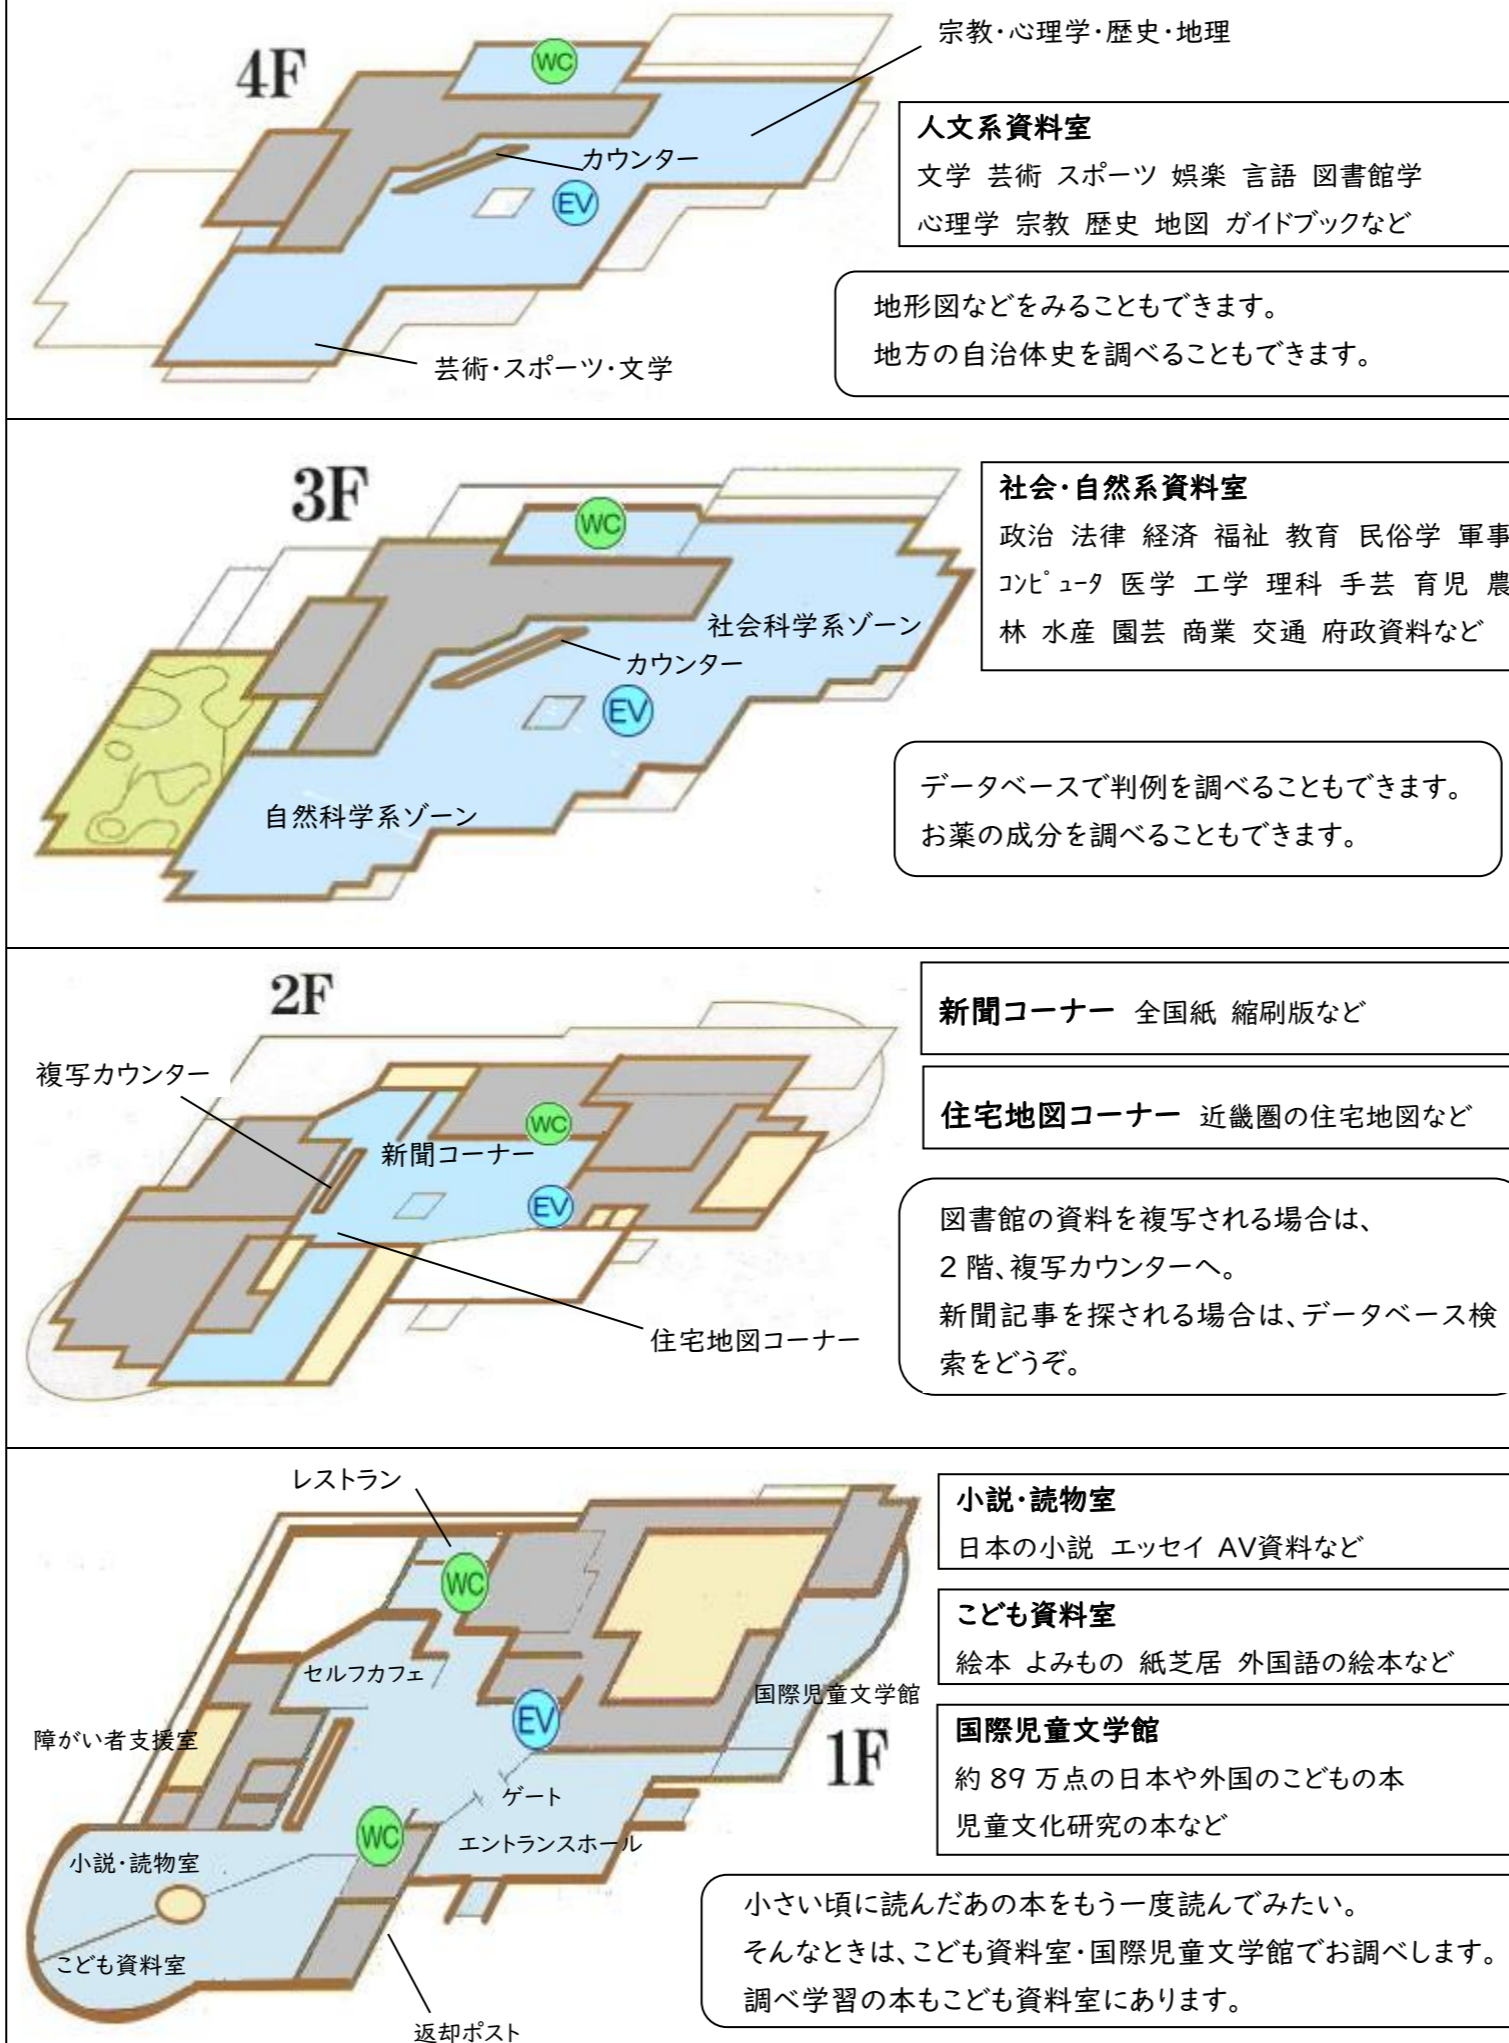 4F
WC
宗教・心理学・歴史・地理
カウンター
EV
芸術・スポーツ・文学
人文系資料室
文学 芸術 スポーツ 娯楽 言語 図書館学
心理学 宗教 歴史 地図 ガイドブックなど
地形図などをみることもできます。
地方の自治体史を調べることもできます。
3F
WC
社会科学系ゾーン
カウンター
EV
自然科学系ゾーン
社会・自然系資料室
政治 法律 経済 福祉 教育 民俗学 軍事
コンピュータ 医学 工学 理科 手芸 育児 農
林 水産 園芸 商業 交通 府政資料など
データベースで判例を調べることもできます。
お薬の成分を調べることもできます。
2F
複写カウンター
WC
新聞コーナー
EV
住宅地図コーナー
新聞コーナー 全国紙 縮刷版など
住宅地図コーナー 近畿圏の住宅地図など
図書館の資料を複写される場合は、
2階、複写カウンターへ。
新聞記事を探される場合は、データベース検
索をどうぞ。
レストラン
WC
セルフカフェ
国際児童文学館
EV
障がい者支援室
1F
ゲート
WC
エントランスホール
小説・読物室
こども資料室
返却ポスト
小説・読物室
日本の小説 エッセイ AV資料など
こども資料室
絵本 よみもの 紙芝居 外国語の絵本など
国際児童文学館
約89万点の日本や外国のこどもの本
児童文化研究の本など
小さい頃に読んだあの本をもう一度読んでみたい。
そんなときは、こども資料室・国際児童文学館でお調べします。
調べ学習の本もこども資料室にあります。